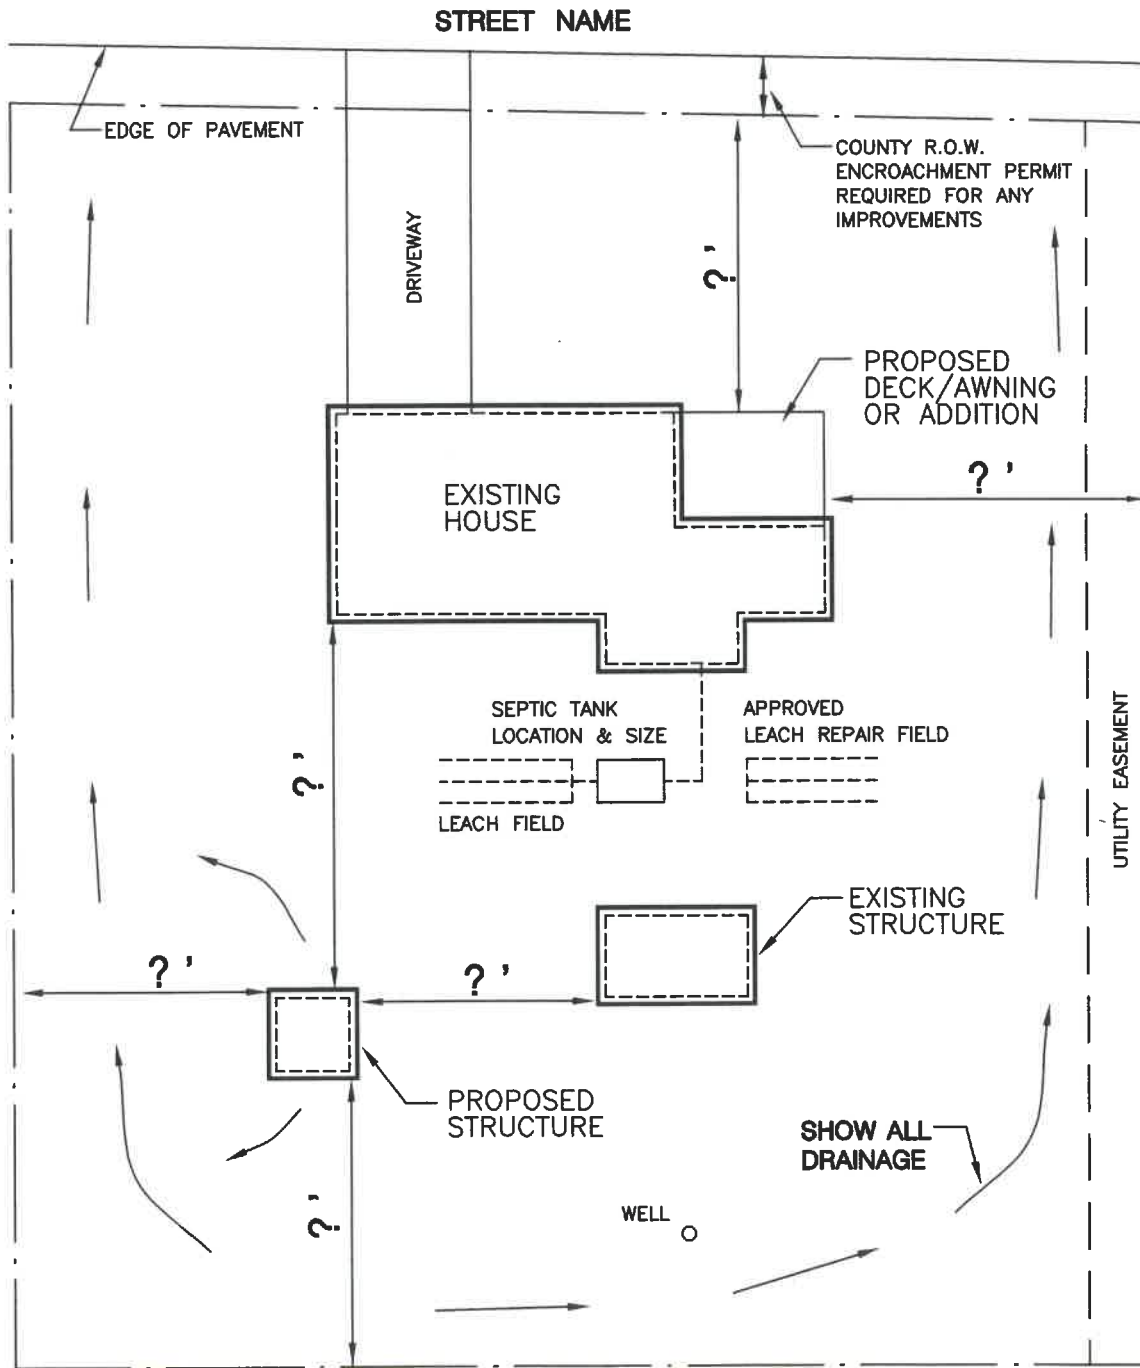 STREET NAME
EDGE OF PAVEMENT
COUNTY R.O.W.
ENCROACHMENT PERMIT
REQUIRED FOR ANY
IMPROVEMENTS
DRIVEWAY
? '
PROPOSED
DECK/AWNING
OR ADDITION
? '
EXISTING
HOUSE
SEPTIC TANK
LOCATION & SIZE
APPROVED
LEACH REPAIR FIELD
UTILITY EASEMENT
? '
LEACH FIELD
EXISTING
STRUCTURE
? '
? '
PROPOSED
STRUCTURE
SHOW ALL
DRAINAGE
? '
WELL